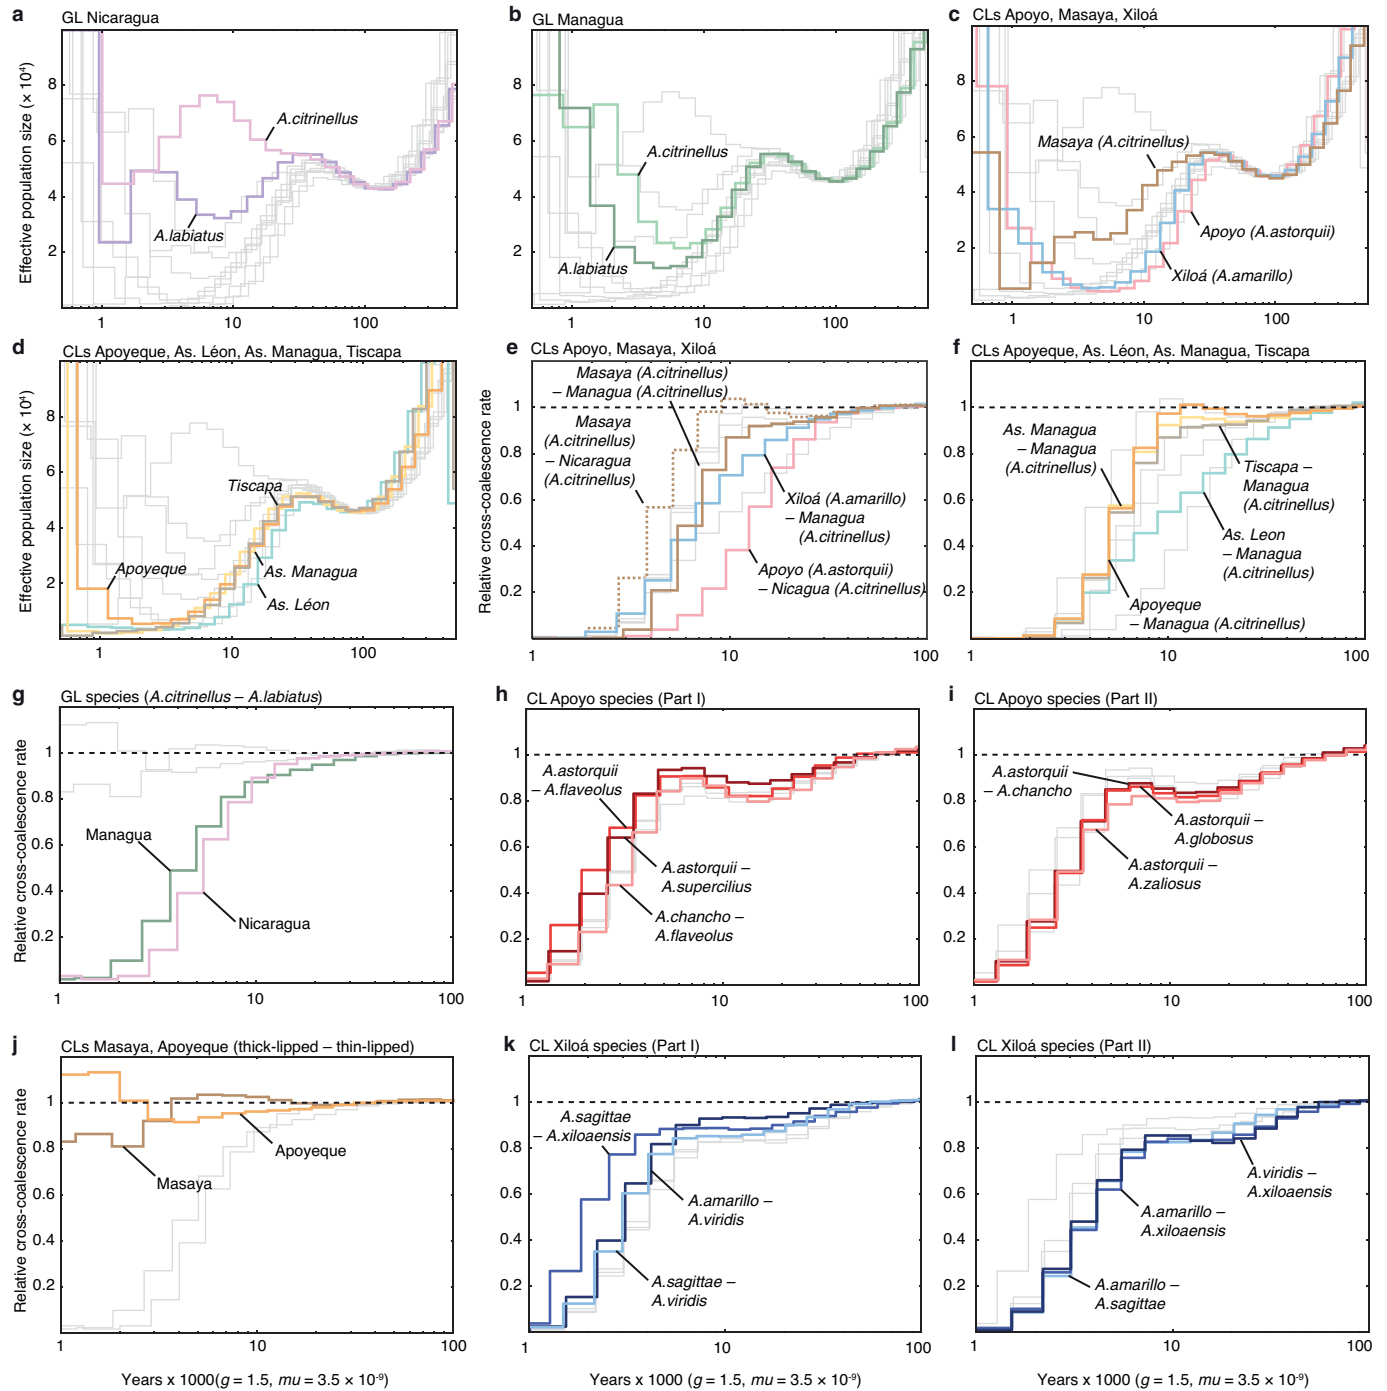 a GL Nicaragua
Effective population size (× 10⁴)
8
6
4
2
A.citrinellus
A.labiatus
1 10 100
b GL Managua
8
6
4
2
A.citrinellus
A.labiatus
1 10 100
c CLs Apoyo, Masaya, Xiloá
8
6
4
2
Masaya (A.citrinellus)
Apoyo (A.astorquii)
Xiloá (A.amarillo)
1 10 100
d CLs Apoyeque, As. Léon, As. Managua, Tiscapa
Effective population size (× 10⁴)
8
6
4
2
Tiscapa
Apoyeque
As. Managua
As. Léon
1 10 100
e CLs Apoyo, Masaya, Xiloá
Relative cross-coalescence rate
1
0.8
0.6
0.4
0.2
Masaya (A.citrinellus)
– Managua (A.citrinellus)
Masaya
(A.citrinellus)
– Nicaragua
(A.citrinellus)
Xiloá (A.amarillo)
– Managua
(A.citrinellus)
Apoyo (A.astorquii)
– Nicagua (A.citrinellus)
1 10 100
f CLs Apoyeque, As. Léon, As. Managua, Tiscapa
1
0.8
0.6
0.4
0.2
As. Managua
– Managua
(A.citrinellus)
Tiscapa –
Managua
(A.citrinellus)
As. Leon
– Managua
(A.citrinellus)
Apoyeque
– Managua (A.citrinellus)
1 10 100
g GL species (A.citrinellus – A.labiatus)
Relative cross-coalescence rate
1
0.8
0.6
0.4
0.2
Managua
Nicaragua
1 10 100
h CL Apoyo species (Part I)
1
0.8
0.6
0.4
0.2
A.astorquii
– A.flaveolus
A.astorquii –
A.supercilius
A.chancho –
A.flaveolus
1 10 100
i CL Apoyo species (Part II)
1
0.8
0.6
0.4
0.2
A.astorquii
– A.chancho
A.astorquii –
A.globosus
A.astorquii –
A.zaliosus
1 10 100
j CLs Masaya, Apoyeque (thick-lipped – thin-lipped)
Relative cross-coalescence rate
1
0.8
0.6
0.4
0.2
Apoyeque
Masaya
1 10 100
Years x 1000(g = 1.5, mu = 3.5 × 10⁻⁹)
k CL Xiloá species (Part I)
1
0.8
0.6
0.4
0.2
A.sagittae
– A.xiloaensis
A.amarillo –
A.viridis
A.sagittae –
A.viridis
1 10 100
Years x 1000 (g = 1.5, mu = 3.5 × 10⁻⁹)
l CL Xiloá species (Part II)
1
0.8
0.6
0.4
0.2
A.viridis –
A.xiloaensis
A.amarillo –
A.xiloaensis
A.amarillo –
A.sagittae
1 10 100
Years x 1000 (g = 1.5, mu = 3.5 × 10⁻⁹)